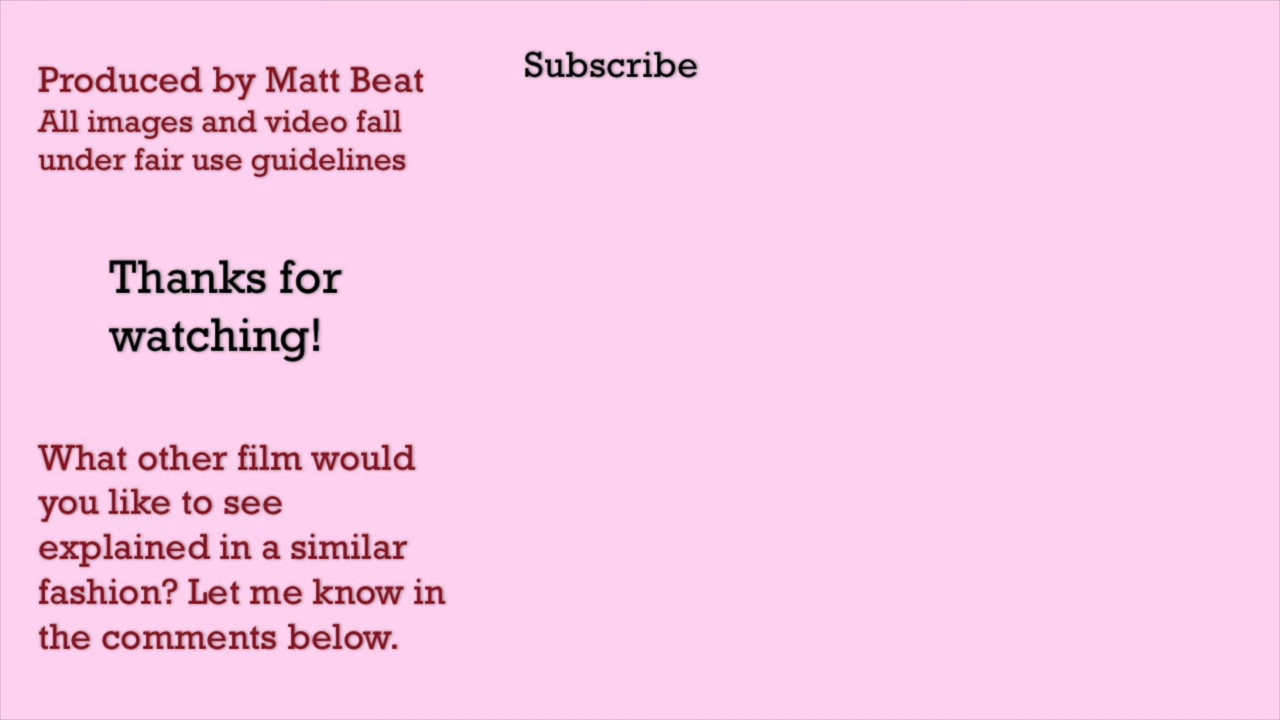 Produced by Matt Beat
All images and video fall
under fair use guidelines
Subscribe
Thanks for
watching!
What other film would
you like to see
explained in a similar
fashion? Let me know in
the comments below.